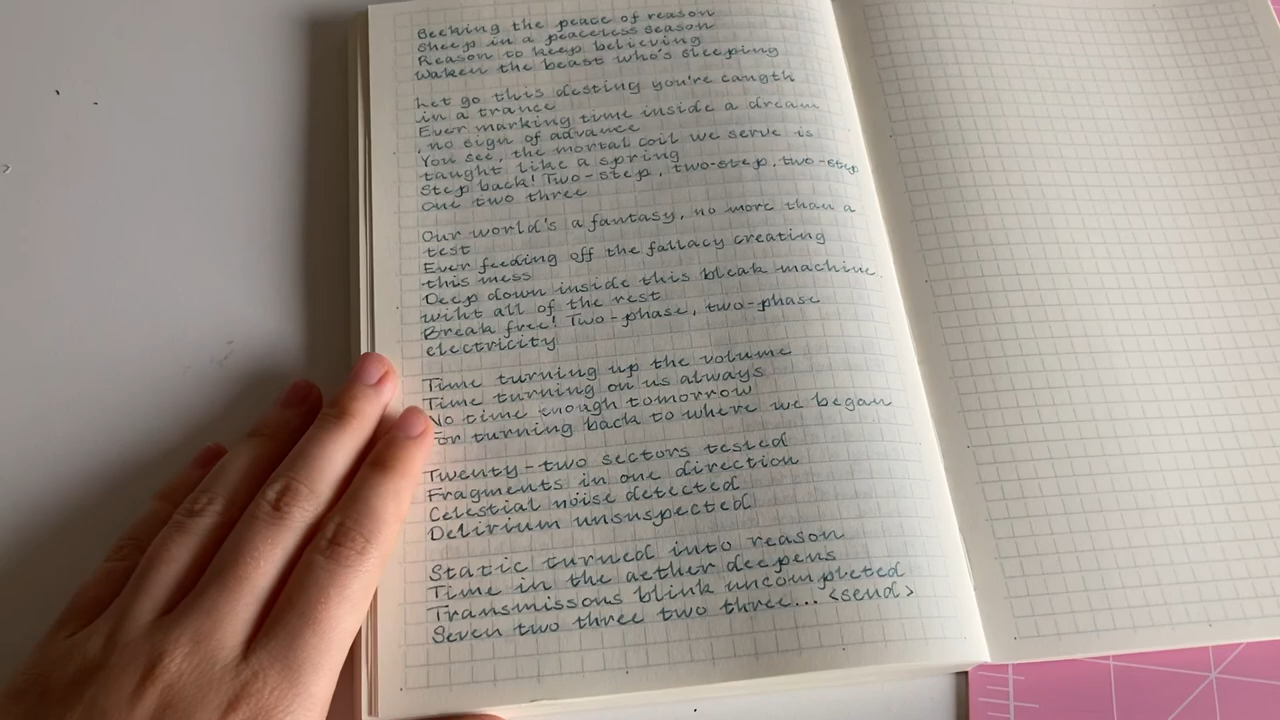 Seeking the peace of reason
Sheep in a peaceless season
Reason to keep believing
Waken the beast who's sleeping
Let go this destiny you're caugth
in a trance
Ever marking time inside a dream
, no sign of advance
You see, the mortal coil we serve is
taught like a spring
Step back! Two-step, two-step, two-step
One two three
Our world's a fantasy, no more than a
test
Ever feeding off the fallacy creating
this mess
Deep down inside this bleak machine
wiht all of the rest
Break free! Two-phase, two-phase
electricity
Time turning up the volume
Time turning on us always
No time enough tomorrow
For turning back to where we began
Twenty-two sectors tested
Fragments in one direction
Celestial noise detected
Delirium unsuspected
Static turned into reason
Time in the aether deepens
Transmissons blink uncompleted
Seven two three two three... <send>